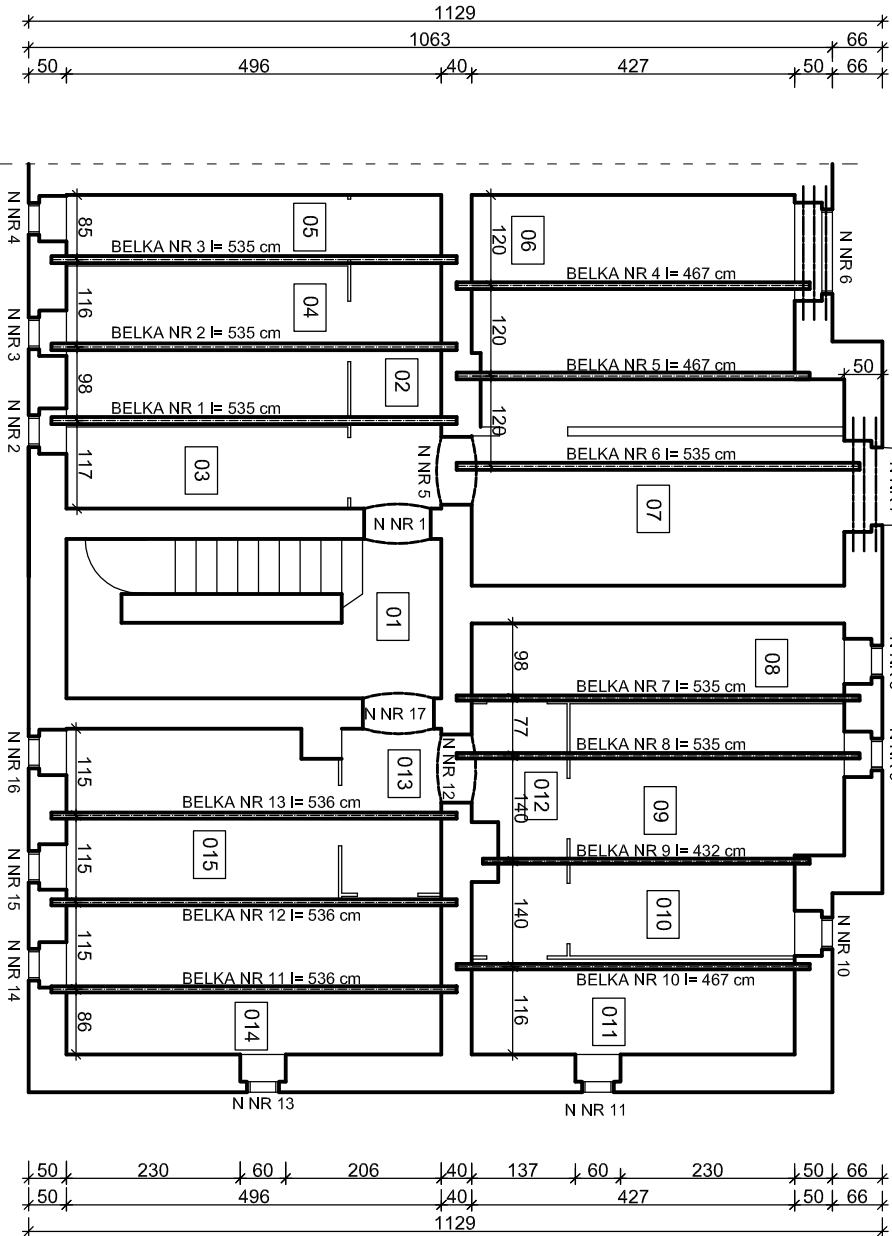 1129
1063 66
50 496 40 427 50 66
N NR 4
85
05
BELKA NR 3 l= 535 cm
120
06
BELKA NR 4 l= 467 cm
N NR 6
116
04
N NR 3
BELKA NR 2 l= 535 cm
120
BELKA NR 5 l= 467 cm
50
98
02
BELKA NR 1 l= 535 cm
N NR 2
120
117
03
N NR 5
BELKA NR 6 l= 535 cm
07
N NR 1
01
08
98
BELKA NR 7 l= 535 cm
N NR 17
77
BELKA NR 8 l= 535 cm
N NR 16
115
013
N NR 12
012
140
09
BELKA NR 13 l= 536 cm
015
115
N NR 15
BELKA NR 9 l= 432 cm
BELKA NR 12 l= 536 cm
140
010
N NR 10
115
N NR 14
BELKA NR 11 l= 536 cm
BELKA NR 10 l= 467 cm
86
014
116
011
N NR 13
N NR 11
50 230 60 206 40 137 60 230 50 66
50 496 40 427 50 66
1129